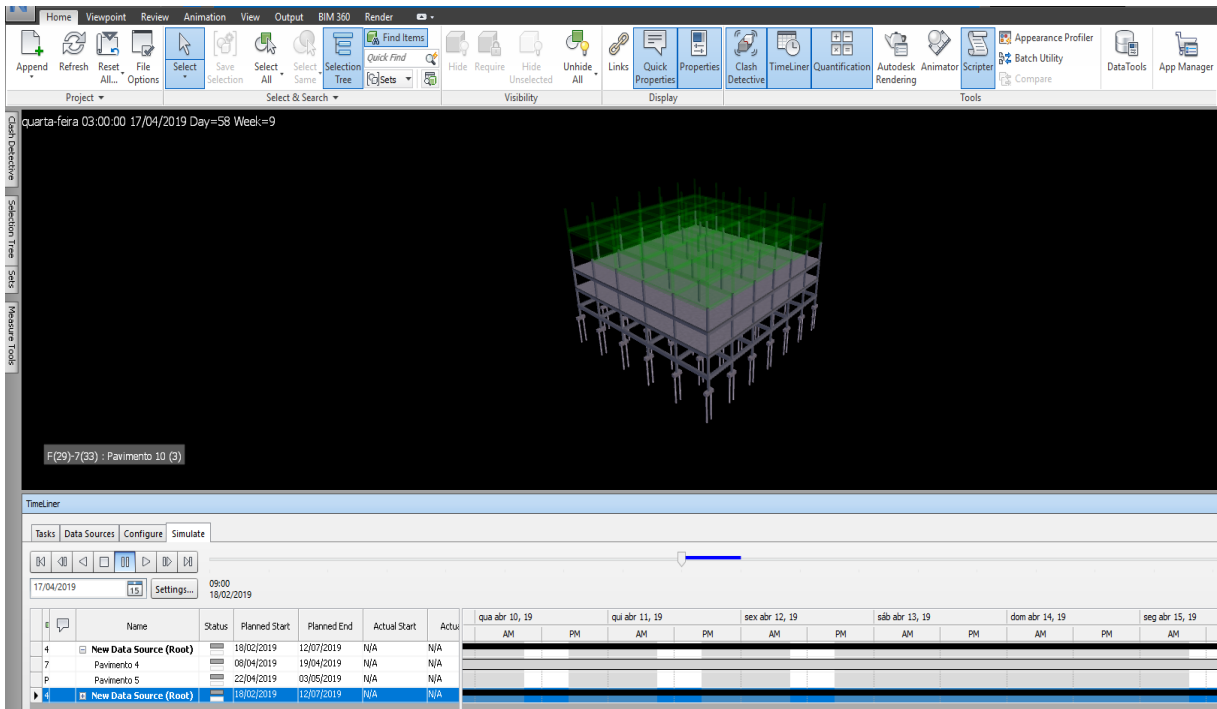 Home Viewpoint Review Animation View Output BIM 360 Render
Append Refresh Reset All... File Options Select Save Selection Select All Select Same Selection Tree Find Items Quick Find Sets Hide Require Hide Unselected Unhide All Links Quick Properties Properties Clash Detective TimeLiner Quantification Autodesk Rendering Animator Scripter Appearance Profiler Batch Utility Compare DataTools App Manager
Project Select & Search Visibility Display Tools
quarta-feira 03:00:00 17/04/2019 Day=58 Week=9
Clash Detective
Selection Tree
Sets
Measure Tools
F(29)-7(33) : Pavimento 10 (3)
TimeLiner
Tasks Data Sources Configure Simulate
17/04/2019 15 Settings... 09:00
18/02/2019
qua abr 10, 19 qui abr 11, 19 sex abr 12, 19 sáb abr 13, 19 dom abr 14, 19 seg abr 15, 19
Name Status Planned Start Planned End Actual Start Actu
AM PM AM PM AM PM AM PM AM PM AM
4 New Data Source (Root) 18/02/2019 12/07/2019 N/A N/A
7 Pavimento 4 08/04/2019 19/04/2019 N/A N/A
P Pavimento 5 22/04/2019 03/05/2019 N/A N/A
4 New Data Source (Root) 18/02/2019 12/07/2019 N/A N/A